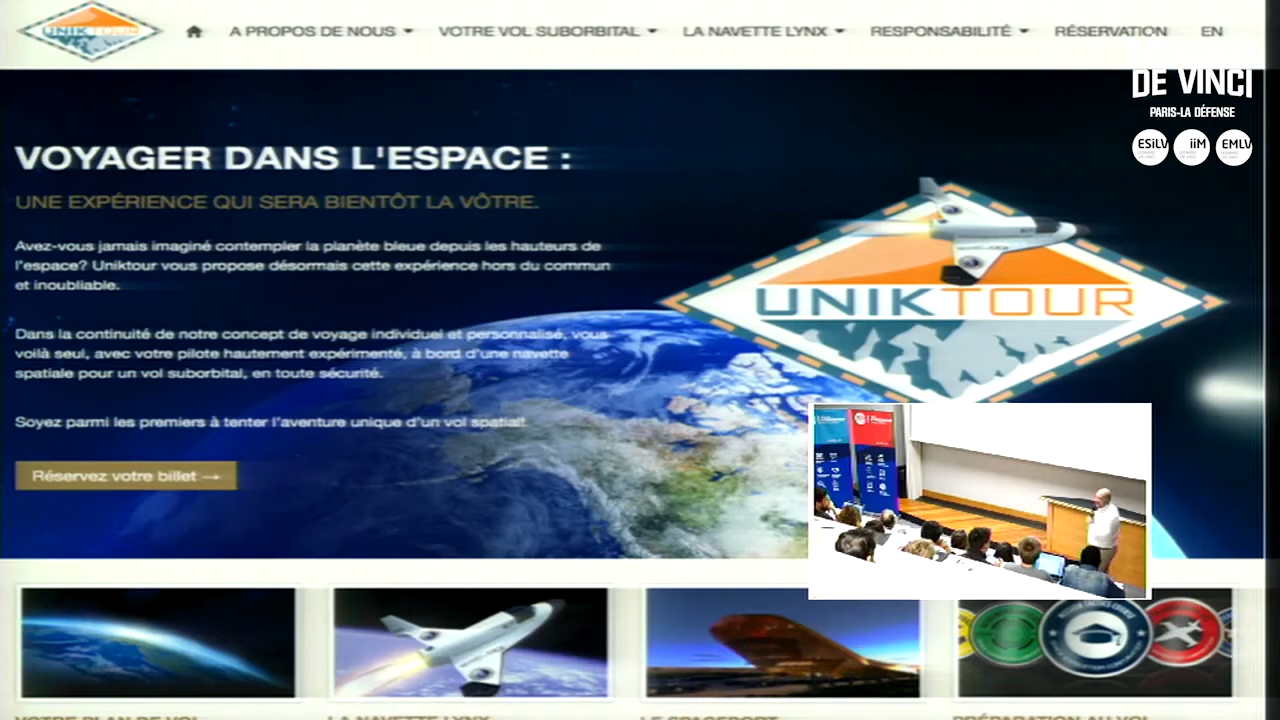 UNIKTOUR
A PROPOS DE NOUS
VOTRE VOL SUBORBITAL
LA NAVETTE LYNX
RESPONSABILITÉ
RÉSERVATION
EN
DE VINCI
PARIS-LA DÉFENSE
ESILV
iiM
EMLV
VOYAGER DANS L'ESPACE :
UNE EXPÉRIENCE QUI SERA BIENTÔT LA VÔTRE.
Avez-vous jamais imaginé contempler la planète bleue depuis les hauteurs de
l'espace? Uniktour vous propose désormais cette expérience hors du commun
et inoubliable.
Dans la continuité de notre concept de voyage individuel et personnalisé, vous
voilà seul, avec votre pilote hautement expérimenté, à bord d'une navette
spatiale pour un vol suborbital, en toute sécurité.
Soyez parmi les premiers à tenter l'aventure unique d'un vol spatial!
Réservez votre billet →
UNIKTOUR
VOTRE PLAN DE VOL
LA NAVETTE LYNX
LE SPACEPORT
PRÉPARATION AU VOL